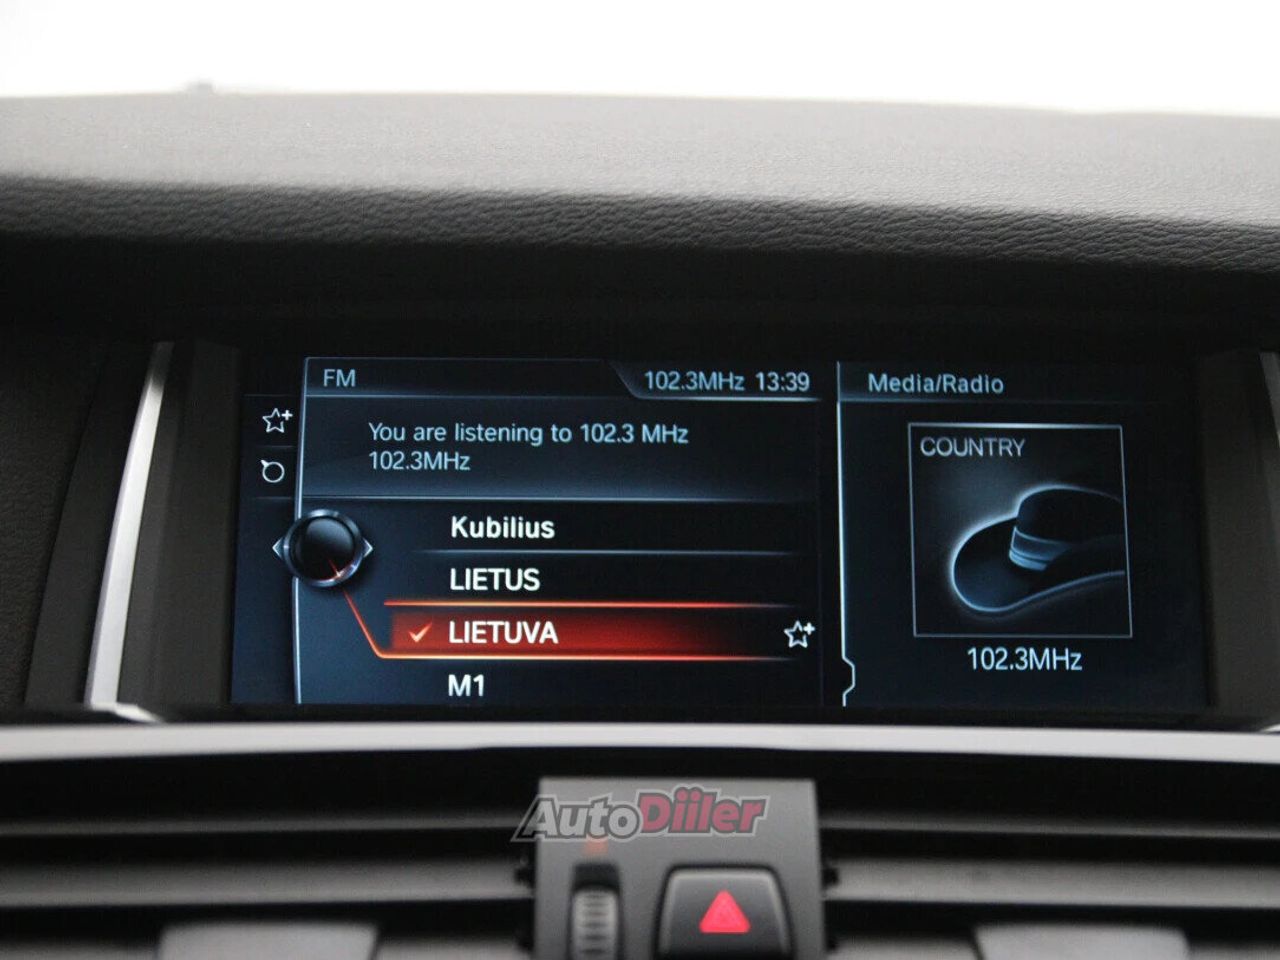 FM
102.3MHz 13:39
Media/Radio
You are listening to 102.3 MHz
102.3MHz
COUNTRY
Kubilius
LIETUS
LIETUVA
M1
102.3MHz
AutoDiiler